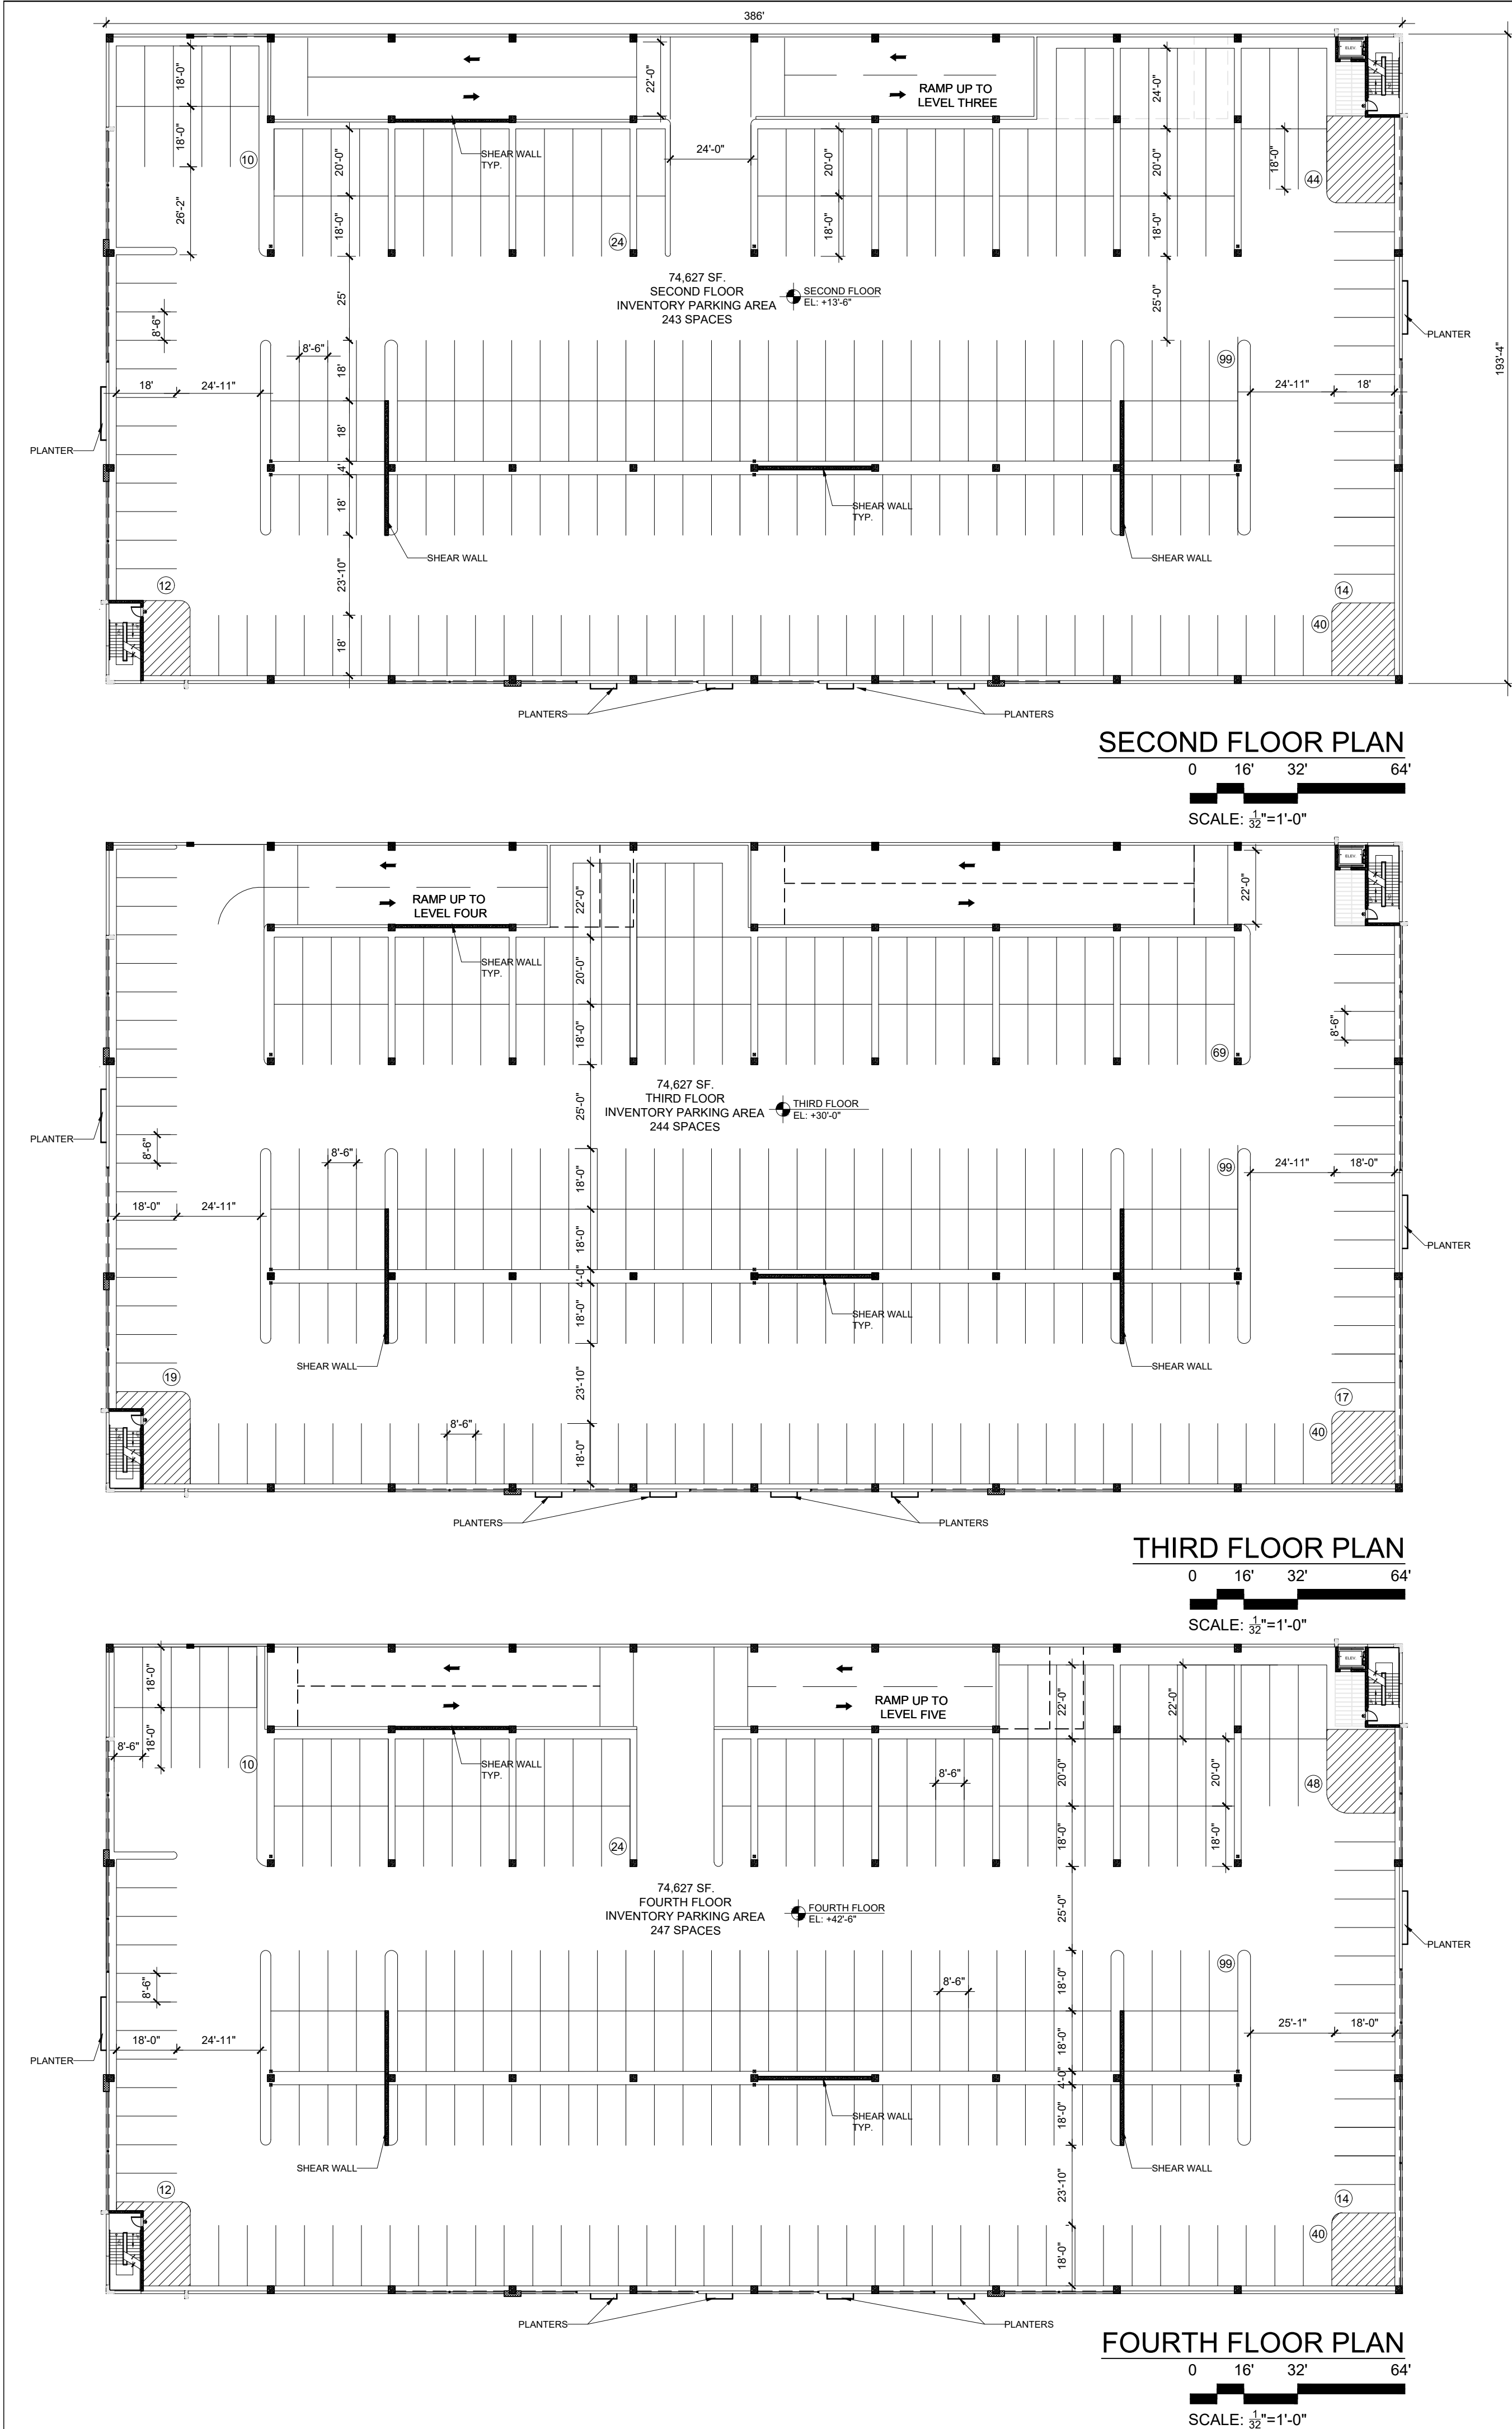 386'
18'-0"
22'-0"
24'-0"
ELEV
RAMP UP TO
LEVEL THREE
18'-0"
10
20'-0"
SHEAR WALL
TYP.
24'-0"
20'-0"
20'-0"
18'-0"
44
26'-2"
18'-0"
24
18'-0"
18'-0"
74,627 SF.
SECOND FLOOR
INVENTORY PARKING AREA
243 SPACES
SECOND FLOOR
EL: +13'-6"
25'
25'-0"
8'-6"
8'-6"
PLANTER
193'-4"
18'
99
18'
24'-11"
24'-11"
18'
PLANTER
18'
4'
18'
SHEAR WALL
TYP.
SHEAR WALL
SHEAR WALL
23'-10"
12
14
40
18'
PLANTERS
PLANTERS
SECOND FLOOR PLAN
0 16' 32' 64'
SCALE: 1/32"=1'-0"
ELEV
RAMP UP TO
LEVEL FOUR
22'-0"
22'-0"
SHEAR WALL
TYP.
20'-0"
18'-0"
8'-6"
69
74,627 SF.
THIRD FLOOR
INVENTORY PARKING AREA
244 SPACES
THIRD FLOOR
EL: +30'-0"
25'-0"
PLANTER
8'-6"
8'-6"
18'-0"
99
24'-11"
18'-0"
18'-0"
24'-11"
18'-0"
PLANTER
4'-0"
18'-0"
SHEAR WALL
TYP.
SHEAR WALL
SHEAR WALL
19
23'-10"
17
8'-6"
40
18'-0"
PLANTERS
PLANTERS
THIRD FLOOR PLAN
0 16' 32' 64'
SCALE: 1/32"=1'-0"
ELEV
18'-0"
RAMP UP TO
LEVEL FIVE
22'-0"
22'-0"
8'-6"
18'-0"
10
SHEAR WALL
TYP.
8'-6"
20'-0"
20'-0"
48
24
18'-0"
18'-0"
74,627 SF.
FOURTH FLOOR
INVENTORY PARKING AREA
247 SPACES
FOURTH FLOOR
EL: +42'-6"
25'-0"
PLANTER
99
8'-6"
8'-6"
18'-0"
18'-0"
24'-11"
25'-1"
18'-0"
PLANTER
18'-0"
4'-0"
18'-0"
SHEAR WALL
TYP.
SHEAR WALL
SHEAR WALL
12
23'-10"
14
40
18'-0"
PLANTERS
PLANTERS
FOURTH FLOOR PLAN
0 16' 32' 64'
SCALE: 1/32"=1'-0"